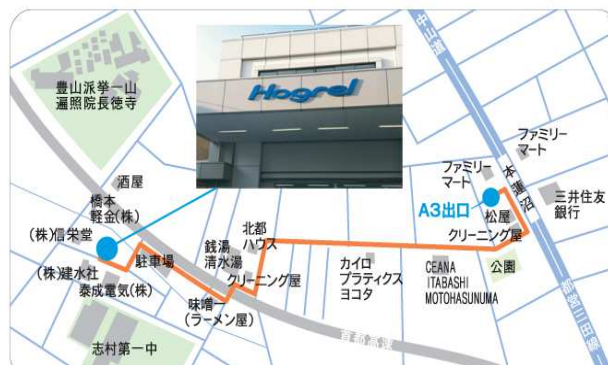 豊山派挙一山
遍照院長徳寺
Hogrel
中山道
本蓮沼
ファミリー
マート
ファミリー
マート
三井住友
銀行
A3出口
松屋
クリーニング屋
公園
酒屋
橋本
軽金(株)
(株)信栄堂
駐車場
(株)建水社
泰成電気(株)
志村第一中
銭湯
清水湯
北都
ハウス
クリーニング屋
味噌一
(ラーメン屋)
カイロ
プラティクス
ヨコタ
CEANA
ITABASHI
MOTOHASUNUMA
首都高速
都営三田線